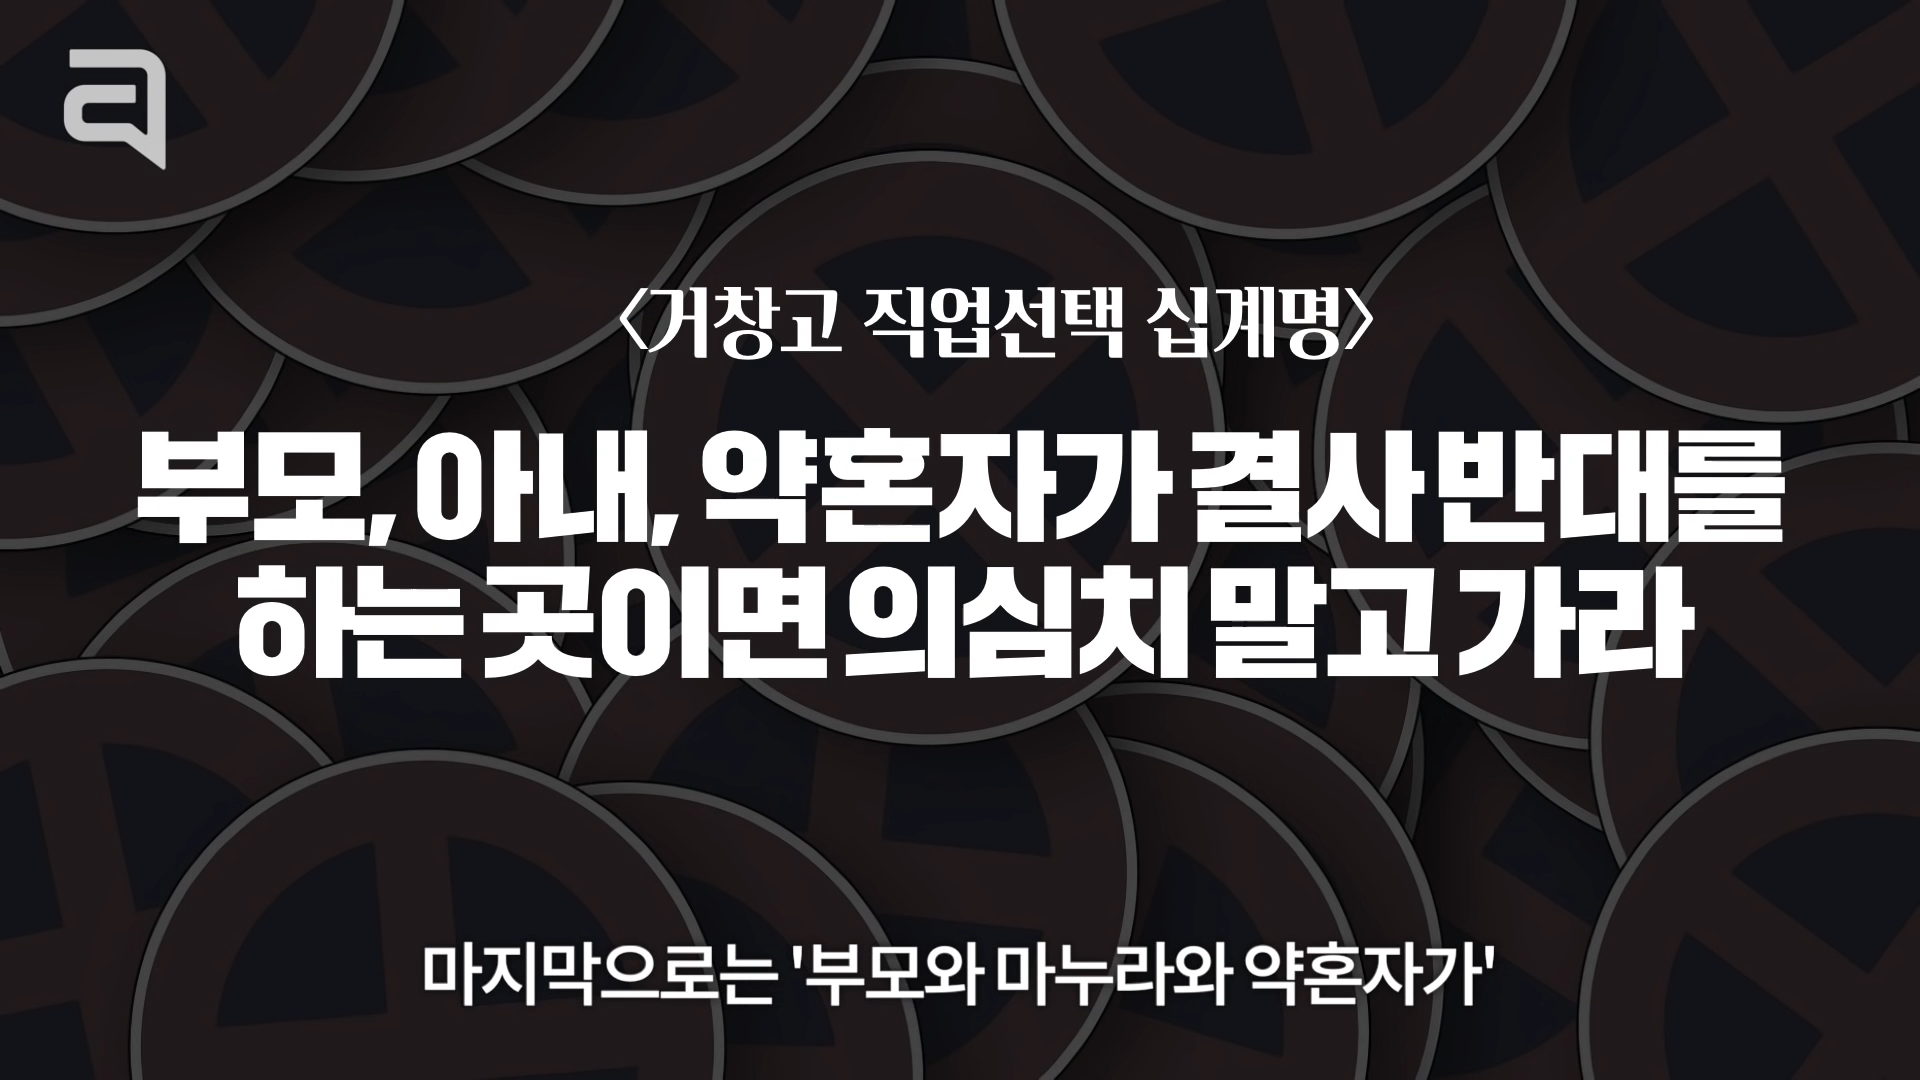 <거창고 직업선택 십계명>
부모, 아내, 약혼자가 결사 반대를
하는 곳이면 의심치 말고 가라
마지막으로는 '부모와 마누라와 약혼자가'